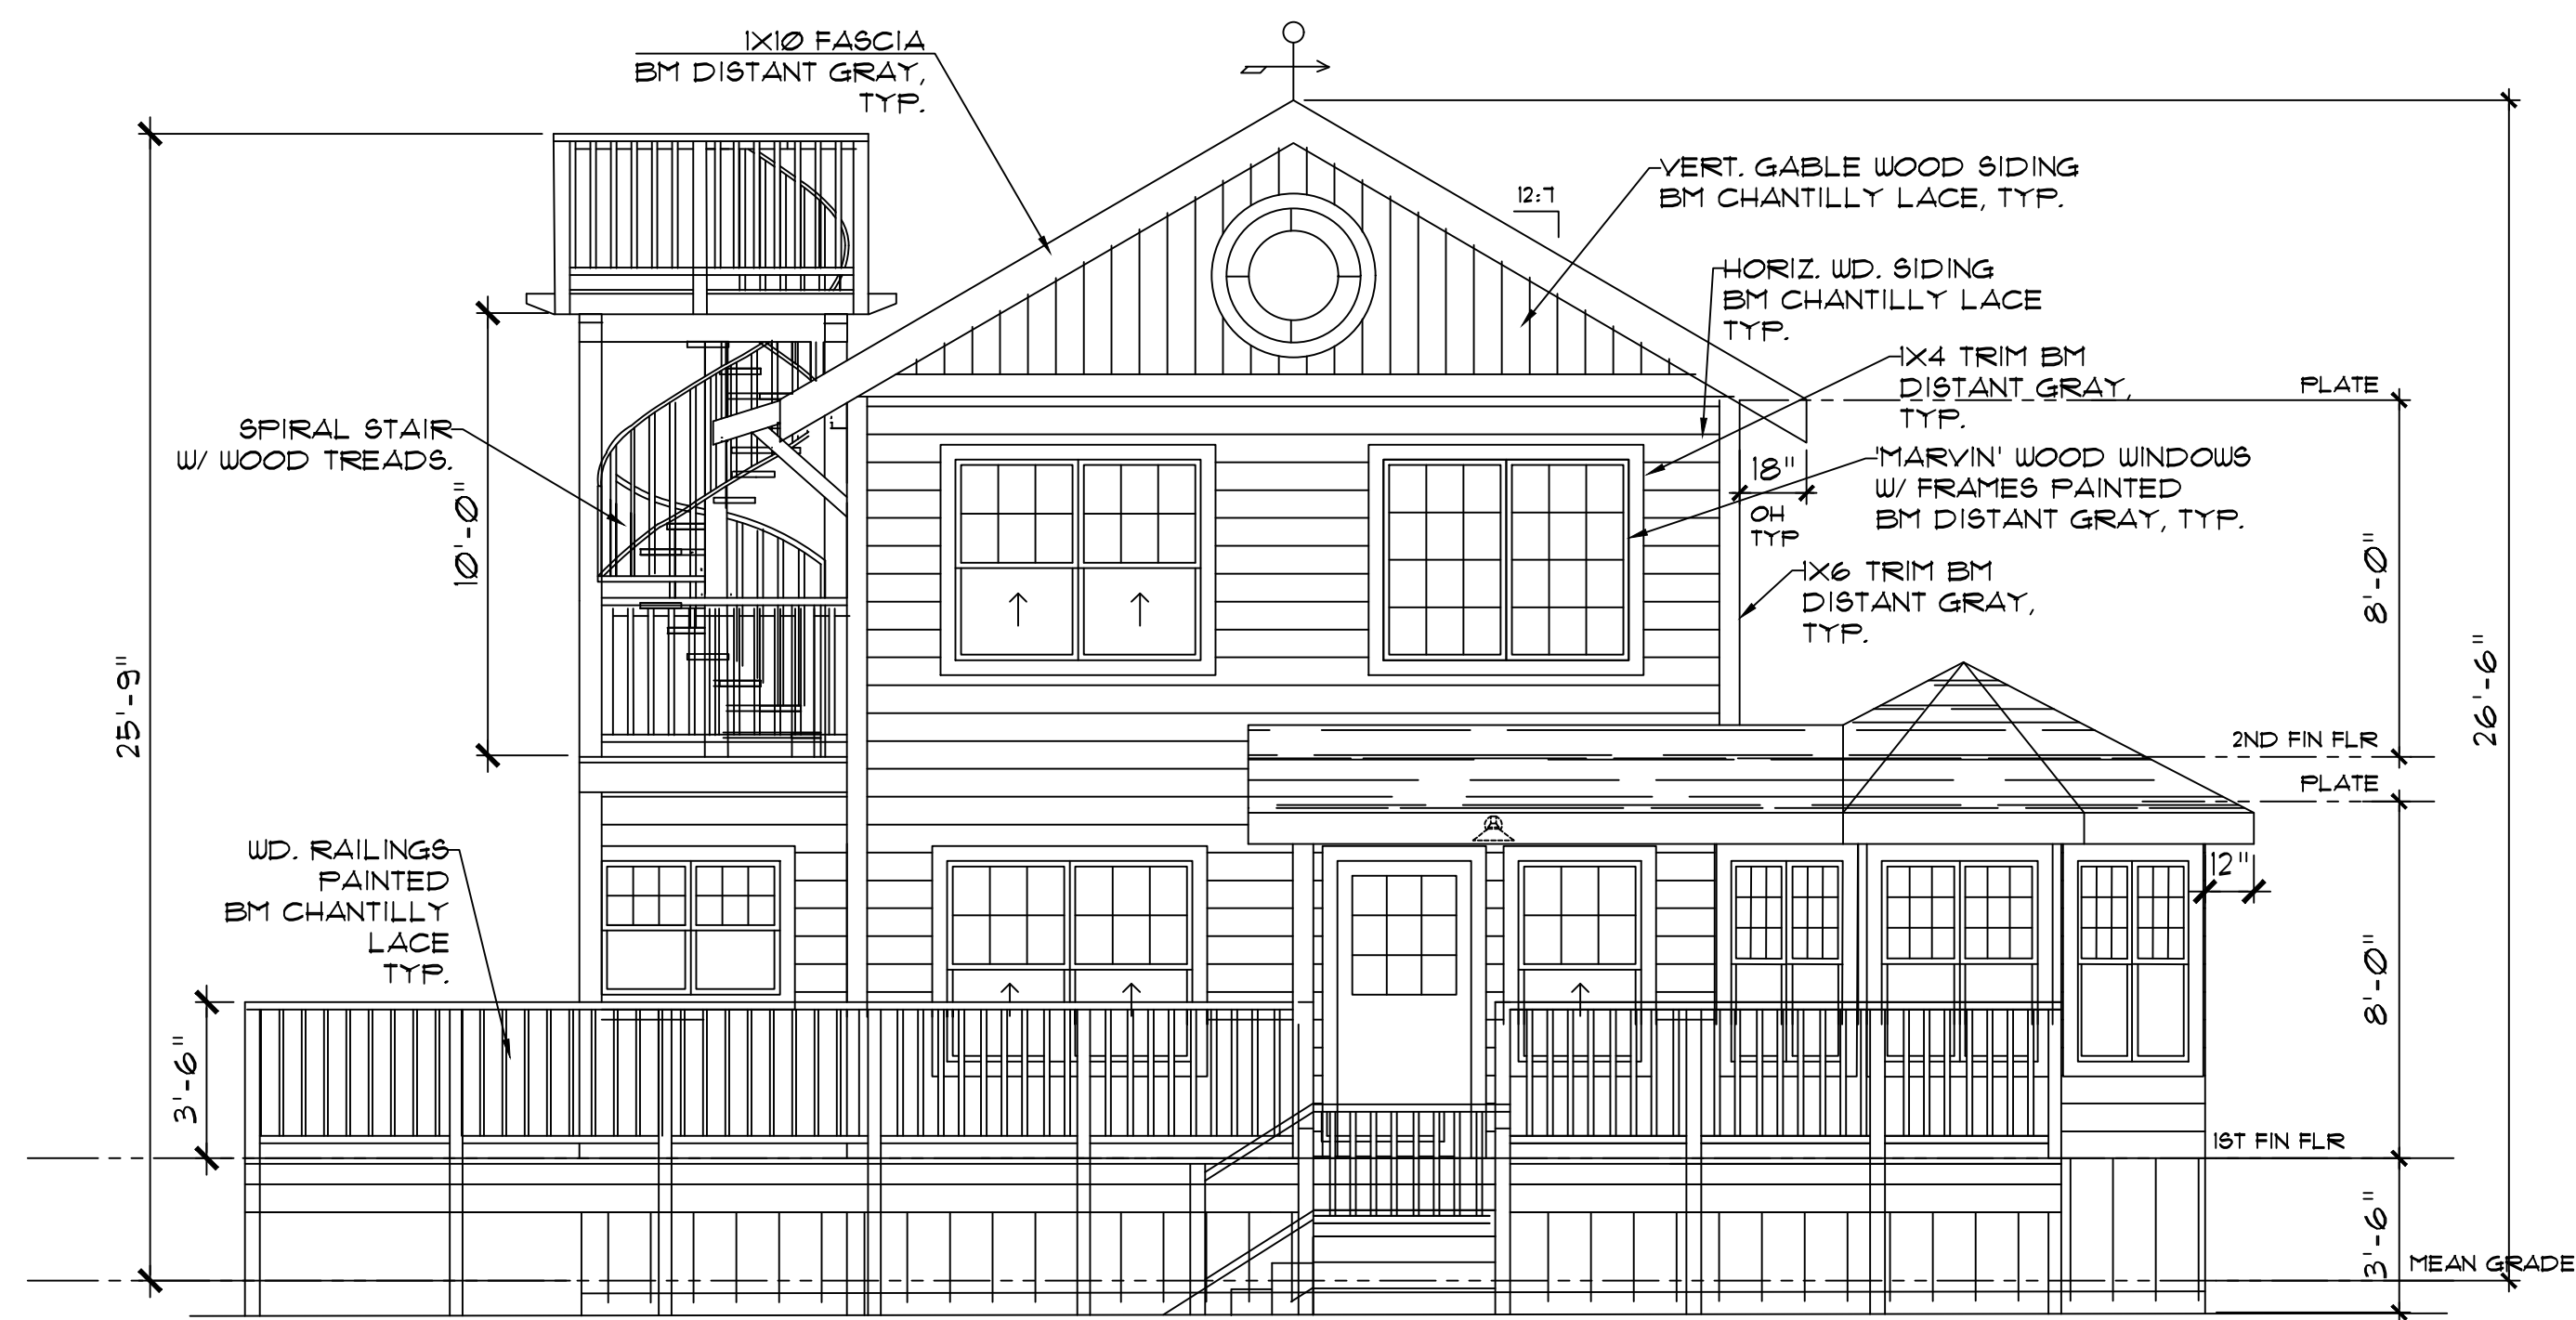 1X10 FASCIA
BM DISTANT GRAY,
TYP.
VERT. GABLE WOOD SIDING
BM CHANTILLY LACE, TYP.
12:7
HORIZ. WD. SIDING
BM CHANTILLY LACE
TYP.
1X4 TRIM BM
DISTANT GRAY,
TYP.
PLATE
SPIRAL STAIR
W/ WOOD TREADS.
10'-0"
'MARVIN' WOOD WINDOWS
W/ FRAMES PAINTED
BM DISTANT GRAY, TYP.
18"
OH
TYP
1X6 TRIM BM
DISTANT GRAY,
TYP.
8'-0"
25'-9"
26'-6"
2ND FIN FLR
PLATE
WD. RAILINGS
PAINTED
BM CHANTILLY
LACE
TYP.
12"
8'-0"
3'-6"
1ST FIN FLR
3'-6"
MEAN GRADE